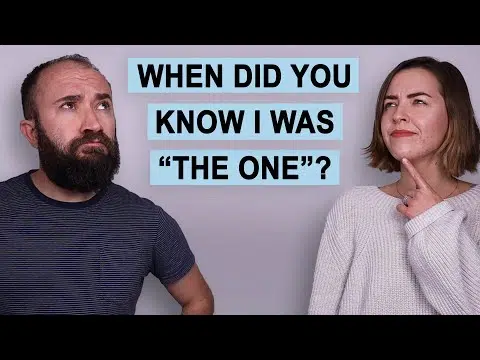 WHEN DID YOU
KNOW I WAS
“THE ONE”?